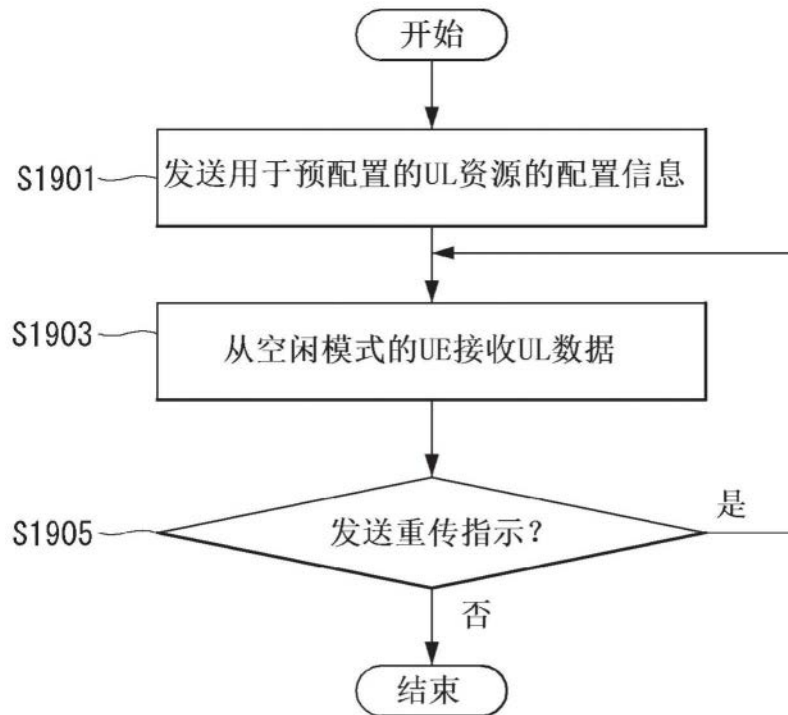 开始
S1901
发送用于预配置的UL资源的配置信息
S1903
从空闲模式的UE接收UL数据
S1905
发送重传指示?
是
否
结束